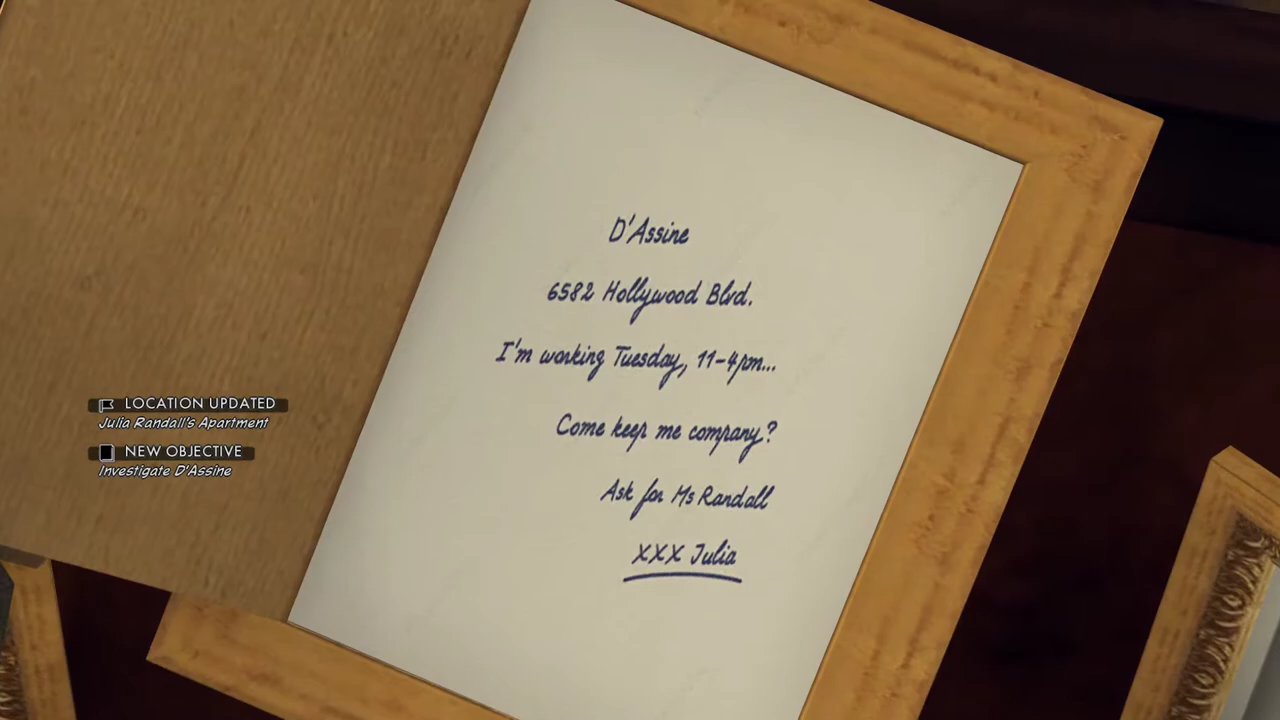 D'Assine
6582 Hollywood Blvd.
I'm working Tuesday, 11-4pm...
Come keep me company?
Ask for Ms Randall
XXX Julia
LOCATION UPDATED
Julia Randall's Apartment
NEW OBJECTIVE
Investigate D'Assine